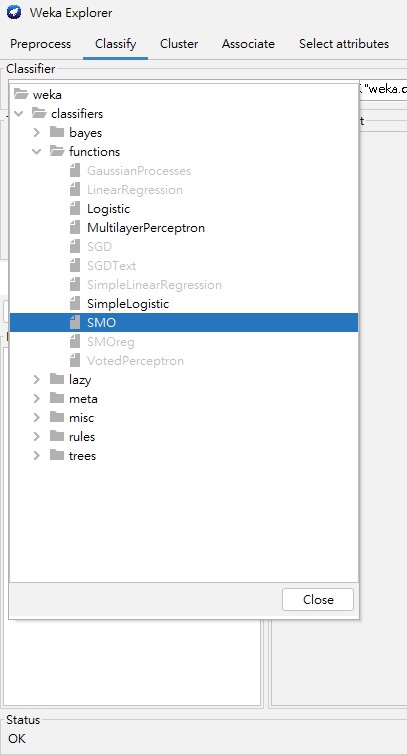 Weka Explorer
Preprocess Classify Cluster Associate Select attributes
Classifier
"weka.c
weka
classifiers
bayes
functions
GaussianProcesses
LinearRegression
Logistic
MultilayerPerceptron
SGD
SGDText
SimpleLinearRegression
SimpleLogistic
SMO
SMOreg
VotedPerceptron
lazy
meta
misc
rules
trees
Close
Status
OK